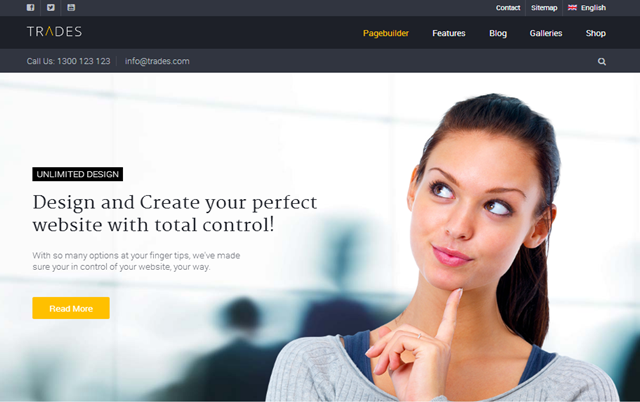 Contact
Sitemap
English
TRADES
Pagebuilder
Features
Blog
Galleries
Shop
Call Us: 1300 123 123
info@trades.com
UNLIMITED DESIGN
Design and Create your perfect
website with total control!
With so many options at your finger tips, we've made
sure your in control of your website, your way.
Read More